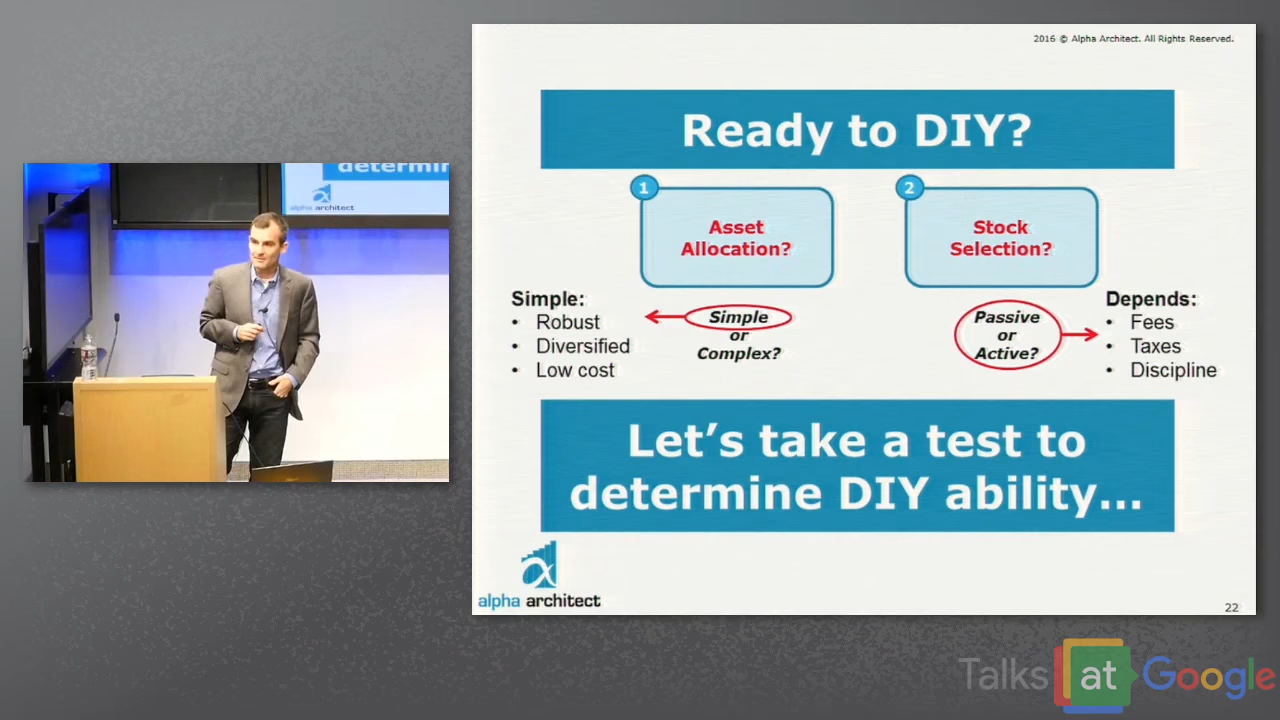 determin
alpha architect
2016 © Alpha Architect. All Rights Reserved.
Ready to DIY?
1
Asset
Allocation?
2
Stock
Selection?
Simple:
• Robust
• Diversified
• Low cost
Simple
or
Complex?
Passive
or
Active?
Depends:
• Fees
• Taxes
• Discipline
Let’s take a test to
determine DIY ability...
alpha architect
22
Talks at Google